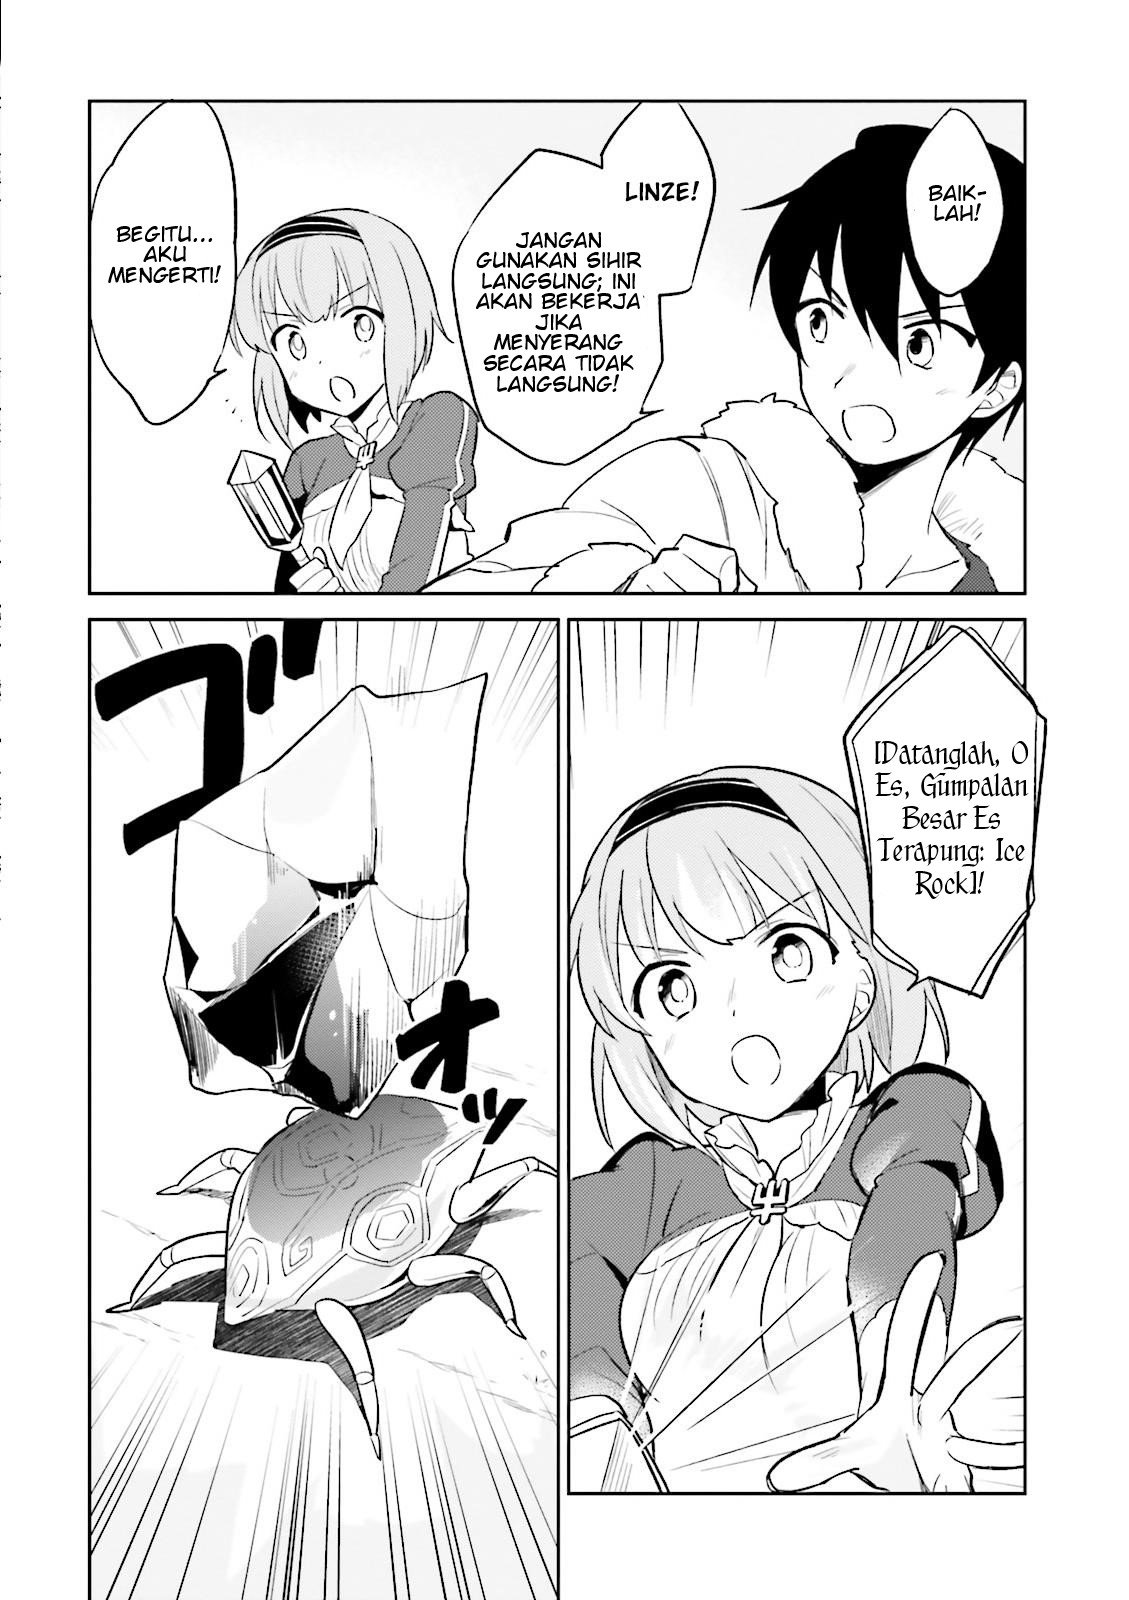 BAIK-
LAH!
LINZE!
JANGAN
GUNAKAN SIHIR
LANGSUNG; INI
AKAN BEKERJA
JIKA
MENYERANG
SECARA TIDAK
LANGSUNG!
BEGITU...
AKU
MENGERTI!
[Datanglah, O
Es, Gumpalan
Besar Es
Terapung: Ice
Rock]!
ゴォッ